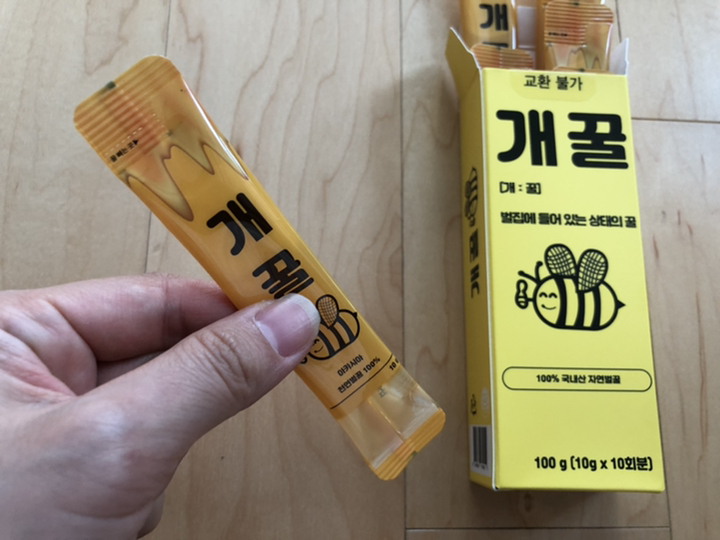 개
꿀
아카시아
천연벌꿀 100%
교환 불가
개꿀
[개 : 꿀]
벌집에 들어 있는 상태의 꿀
100% 국내산 자연벌꿀
100 g (10g x 10회분)
개꿀